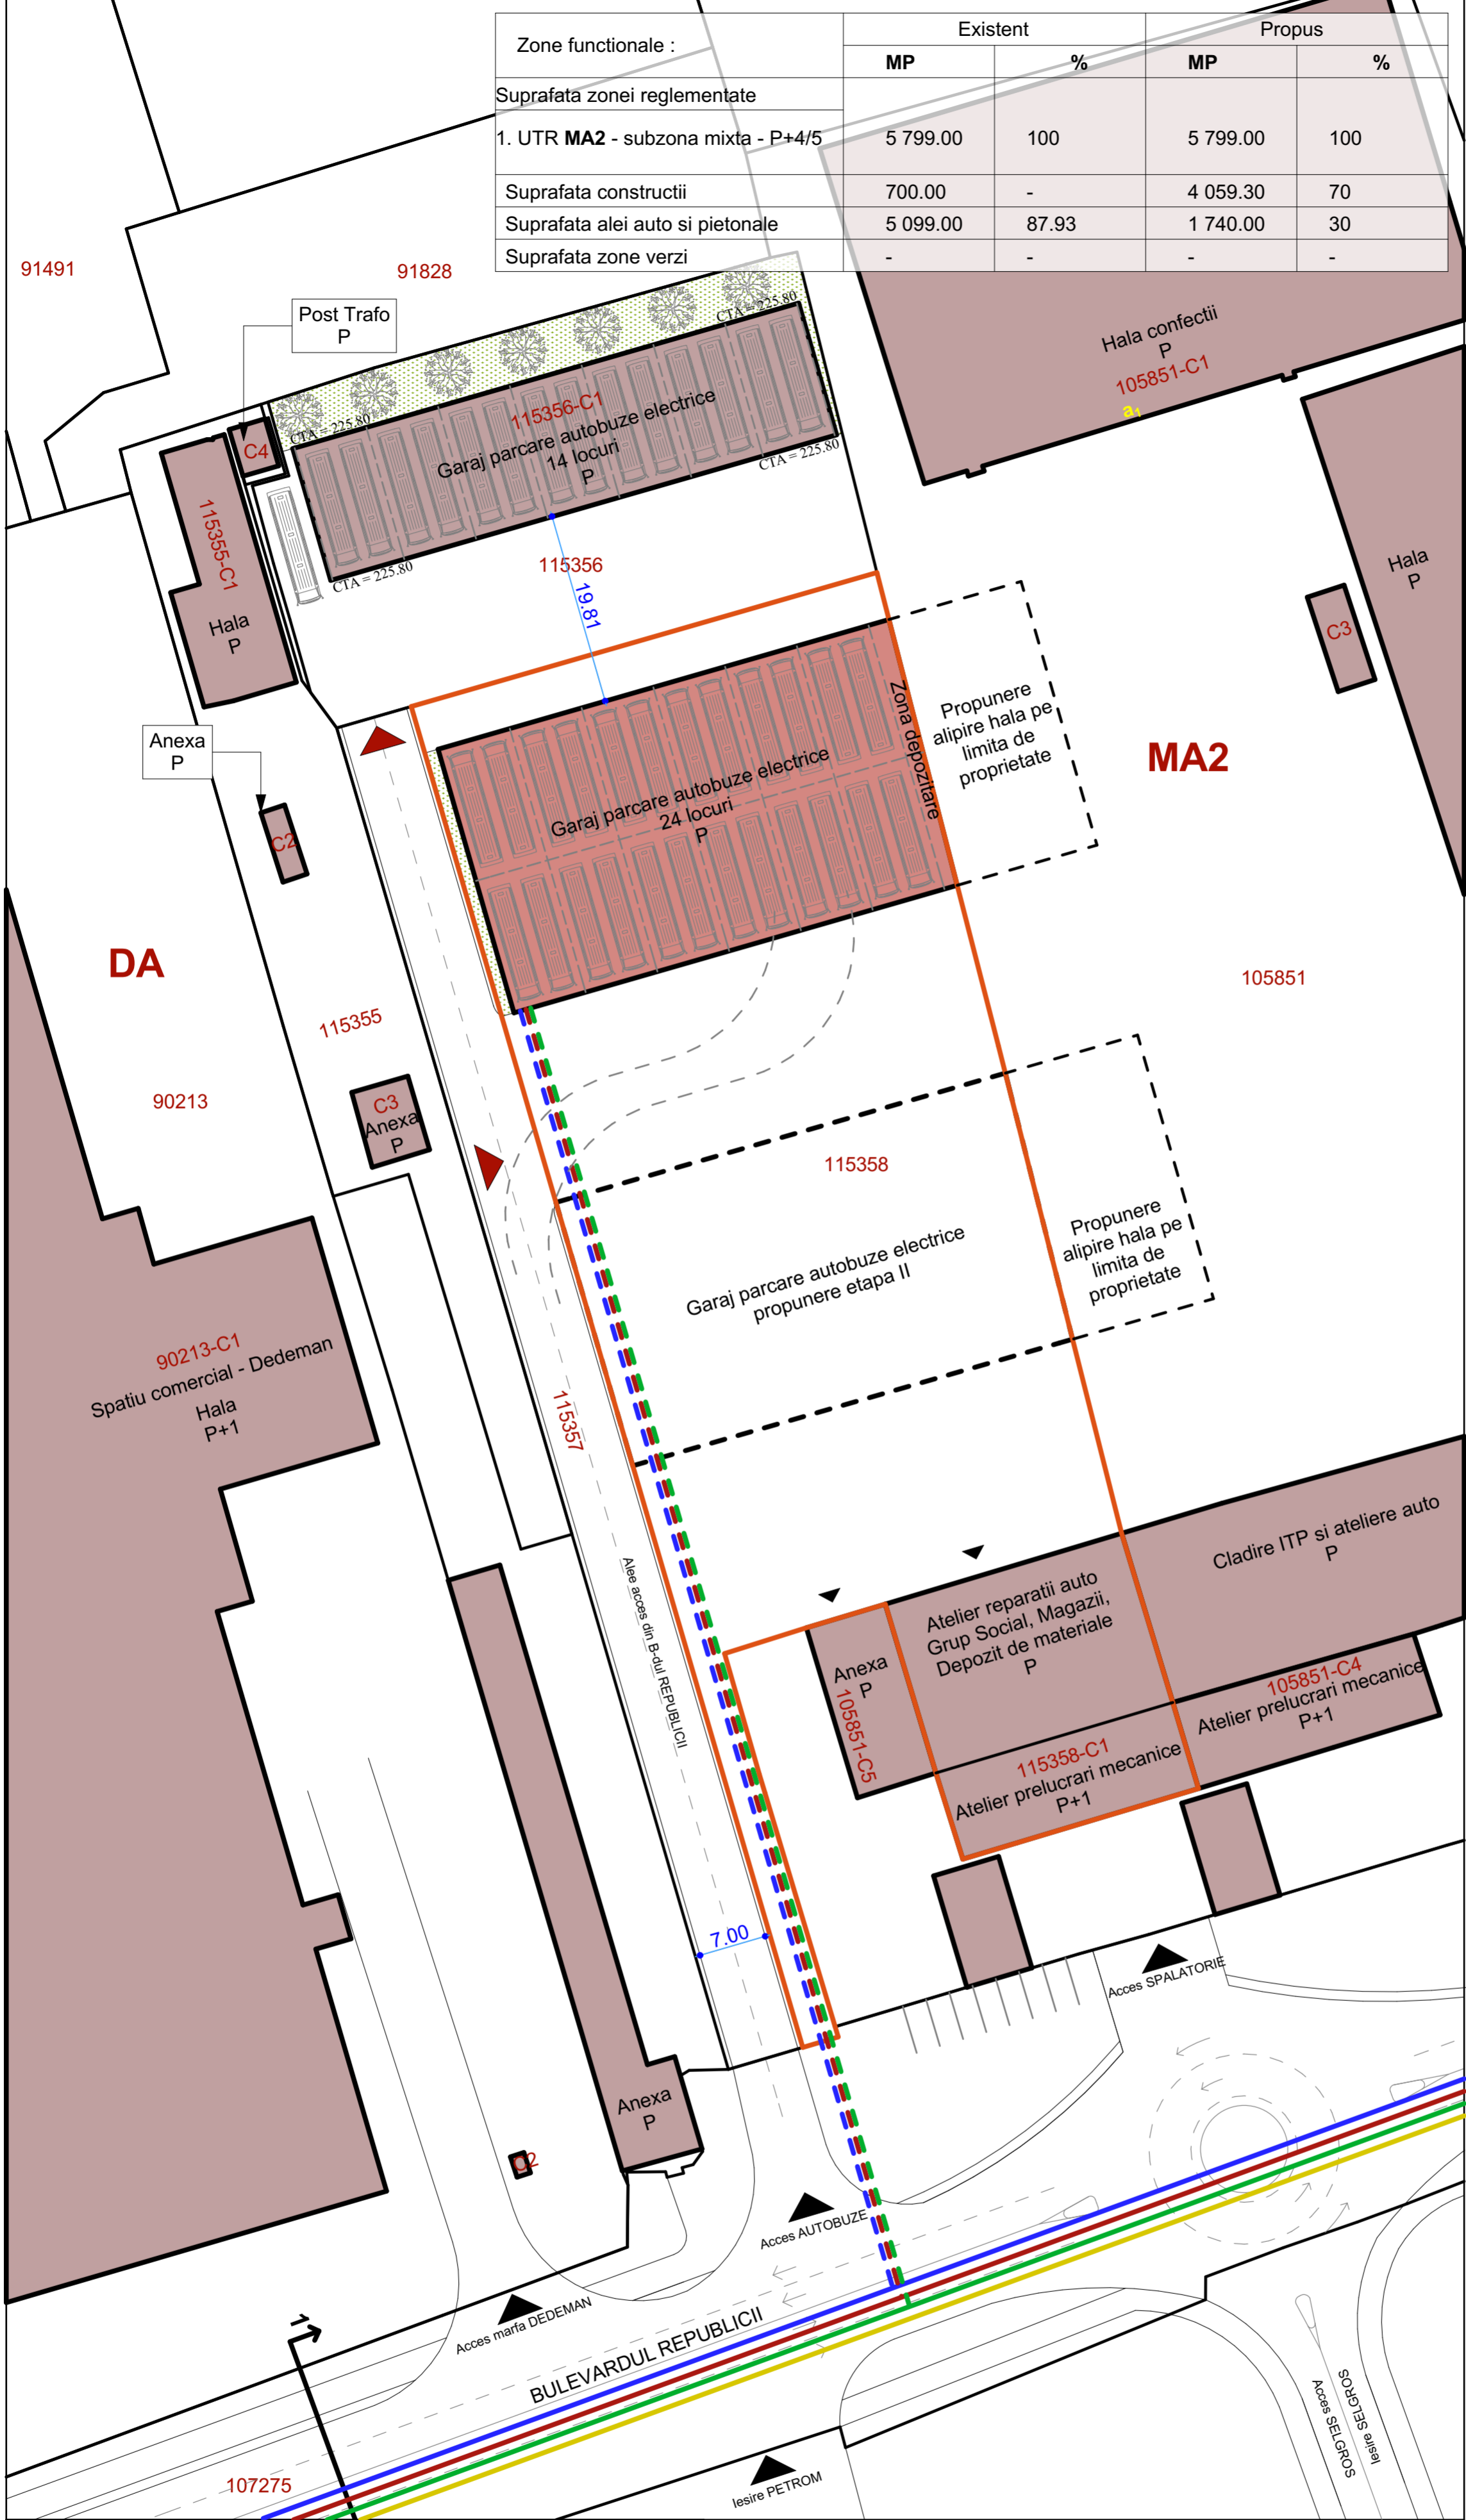 Zone functionale :
Existent
Propus
MP
%
MP
%
Suprafata zonei reglementate
1. UTR MA2 - subzona mixta - P+4/5
5 799.00
100
5 799.00
100
Suprafata constructii
700.00
-
4 059.30
70
Suprafata alei auto si pietonale
5 099.00
87.93
1 740.00
30
Suprafata zone verzi
-
-
-
-
91491
91828
Post Trafo
P
CTA = 225.80
Hala confectii
P
105851-C1
a1
CTA = 225.80
C4
115356-C1
Garaj parcare autobuze electrice
14 locuri
P
CTA = 225.80
CTA = 225.80
115355-C1
Hala
P
115356
19.81
Hala
P
C3
Anexa
P
C2
Garaj parcare autobuze electrice
24 locuri
P
Zona depozitare
Propunere
alipire hala pe
limita de
proprietate
MA2
DA
115355
105851
90213
C3
Anexa
P
115358
Garaj parcare autobuze electrice
propunere etapa II
Propunere
alipire hala pe
limita de
proprietate
90213-C1
Spatiu comercial - Dedeman
Hala
P+1
115357
Alee acces din B-dul REPUBLICII
Cladire ITP si ateliere auto
P
Atelier reparatii auto
Grup Social, Magazii,
Depozit de materiale
P
Anexa
P
105851-C5
105851-C4
Atelier prelucrari mecanice
P+1
115358-C1
Atelier prelucrari mecanice
P+1
7.00
Acces SPALATORIE
Anexa
P
C2
Acces AUTOBUZE
Acces marfa DEDEMAN
1
BULEVARDUL REPUBLICII
107275
Iesire PETROM
Acces SELGROS
Iesire SELGROS